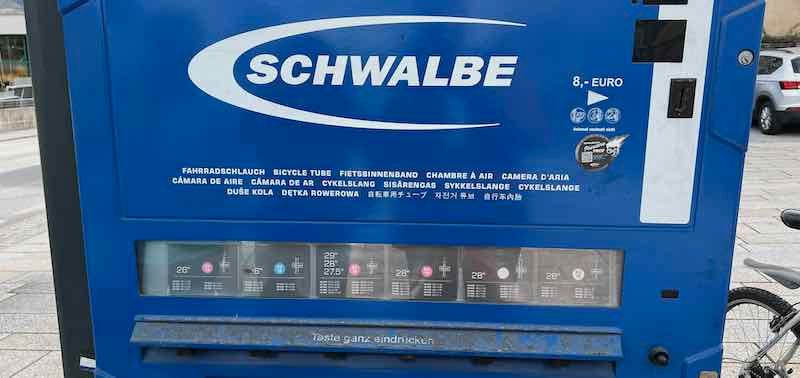 SCHWALBE
8,- EURO
FAHRRADSCHLAUCH BICYCLE TUBE FIETSBINNENBAND CHAMBRE À AIR CAMERA D'ARIA
CÁMARA DE AIRE CÂMARA DE AR CYKELSLANG SISÄRENGAS SYKKELSLANGE CYKELSLANGE
DUŠE KOLA DĘTKA ROWEROWA 自転車用チューブ 자전거 튜브 自行車內胎
26"
29"
28"
27.5"
28"
28"
28"
Taste ganz eindrücken